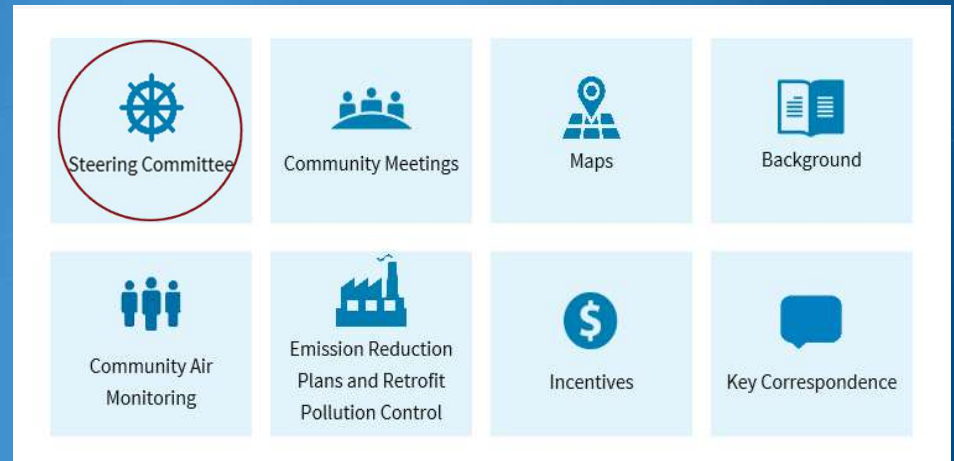 Steering Committee
Community Meetings
Maps
Background
Community Air
Monitoring
Emission Reduction
Plans and Retrofit
Pollution Control
$
Incentives
Key Correspondence